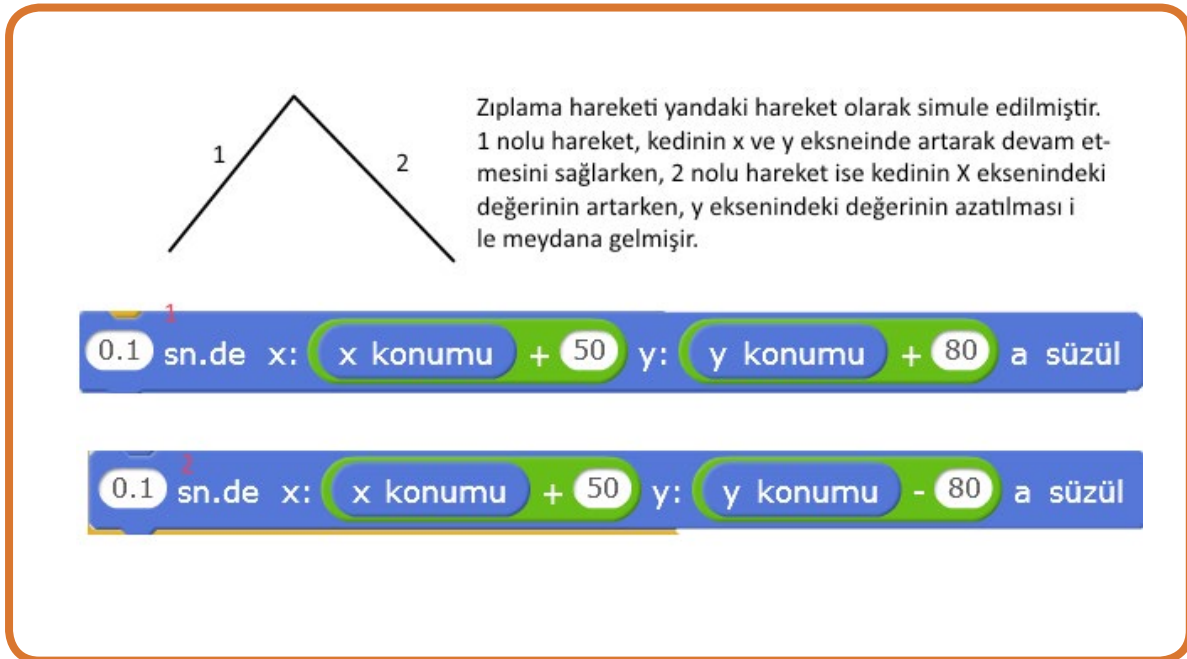 Zıplama hareketi yandaki hareket olarak simule edilmiştir.
1 nolu hareket, kedinin x ve y eksneinde artarak devam et-
mesini sağlarken, 2 nolu hareket ise kedinin X eksenindeki
değerinin artarken, y eksenindeki değerinin azatılması i
le meydana gelmişir.
1
2
1
0.1 sn.de x: x konumu + 50 y: y konumu + 80 a süzül
2
0.1 sn.de x: x konumu + 50 y: y konumu - 80 a süzül